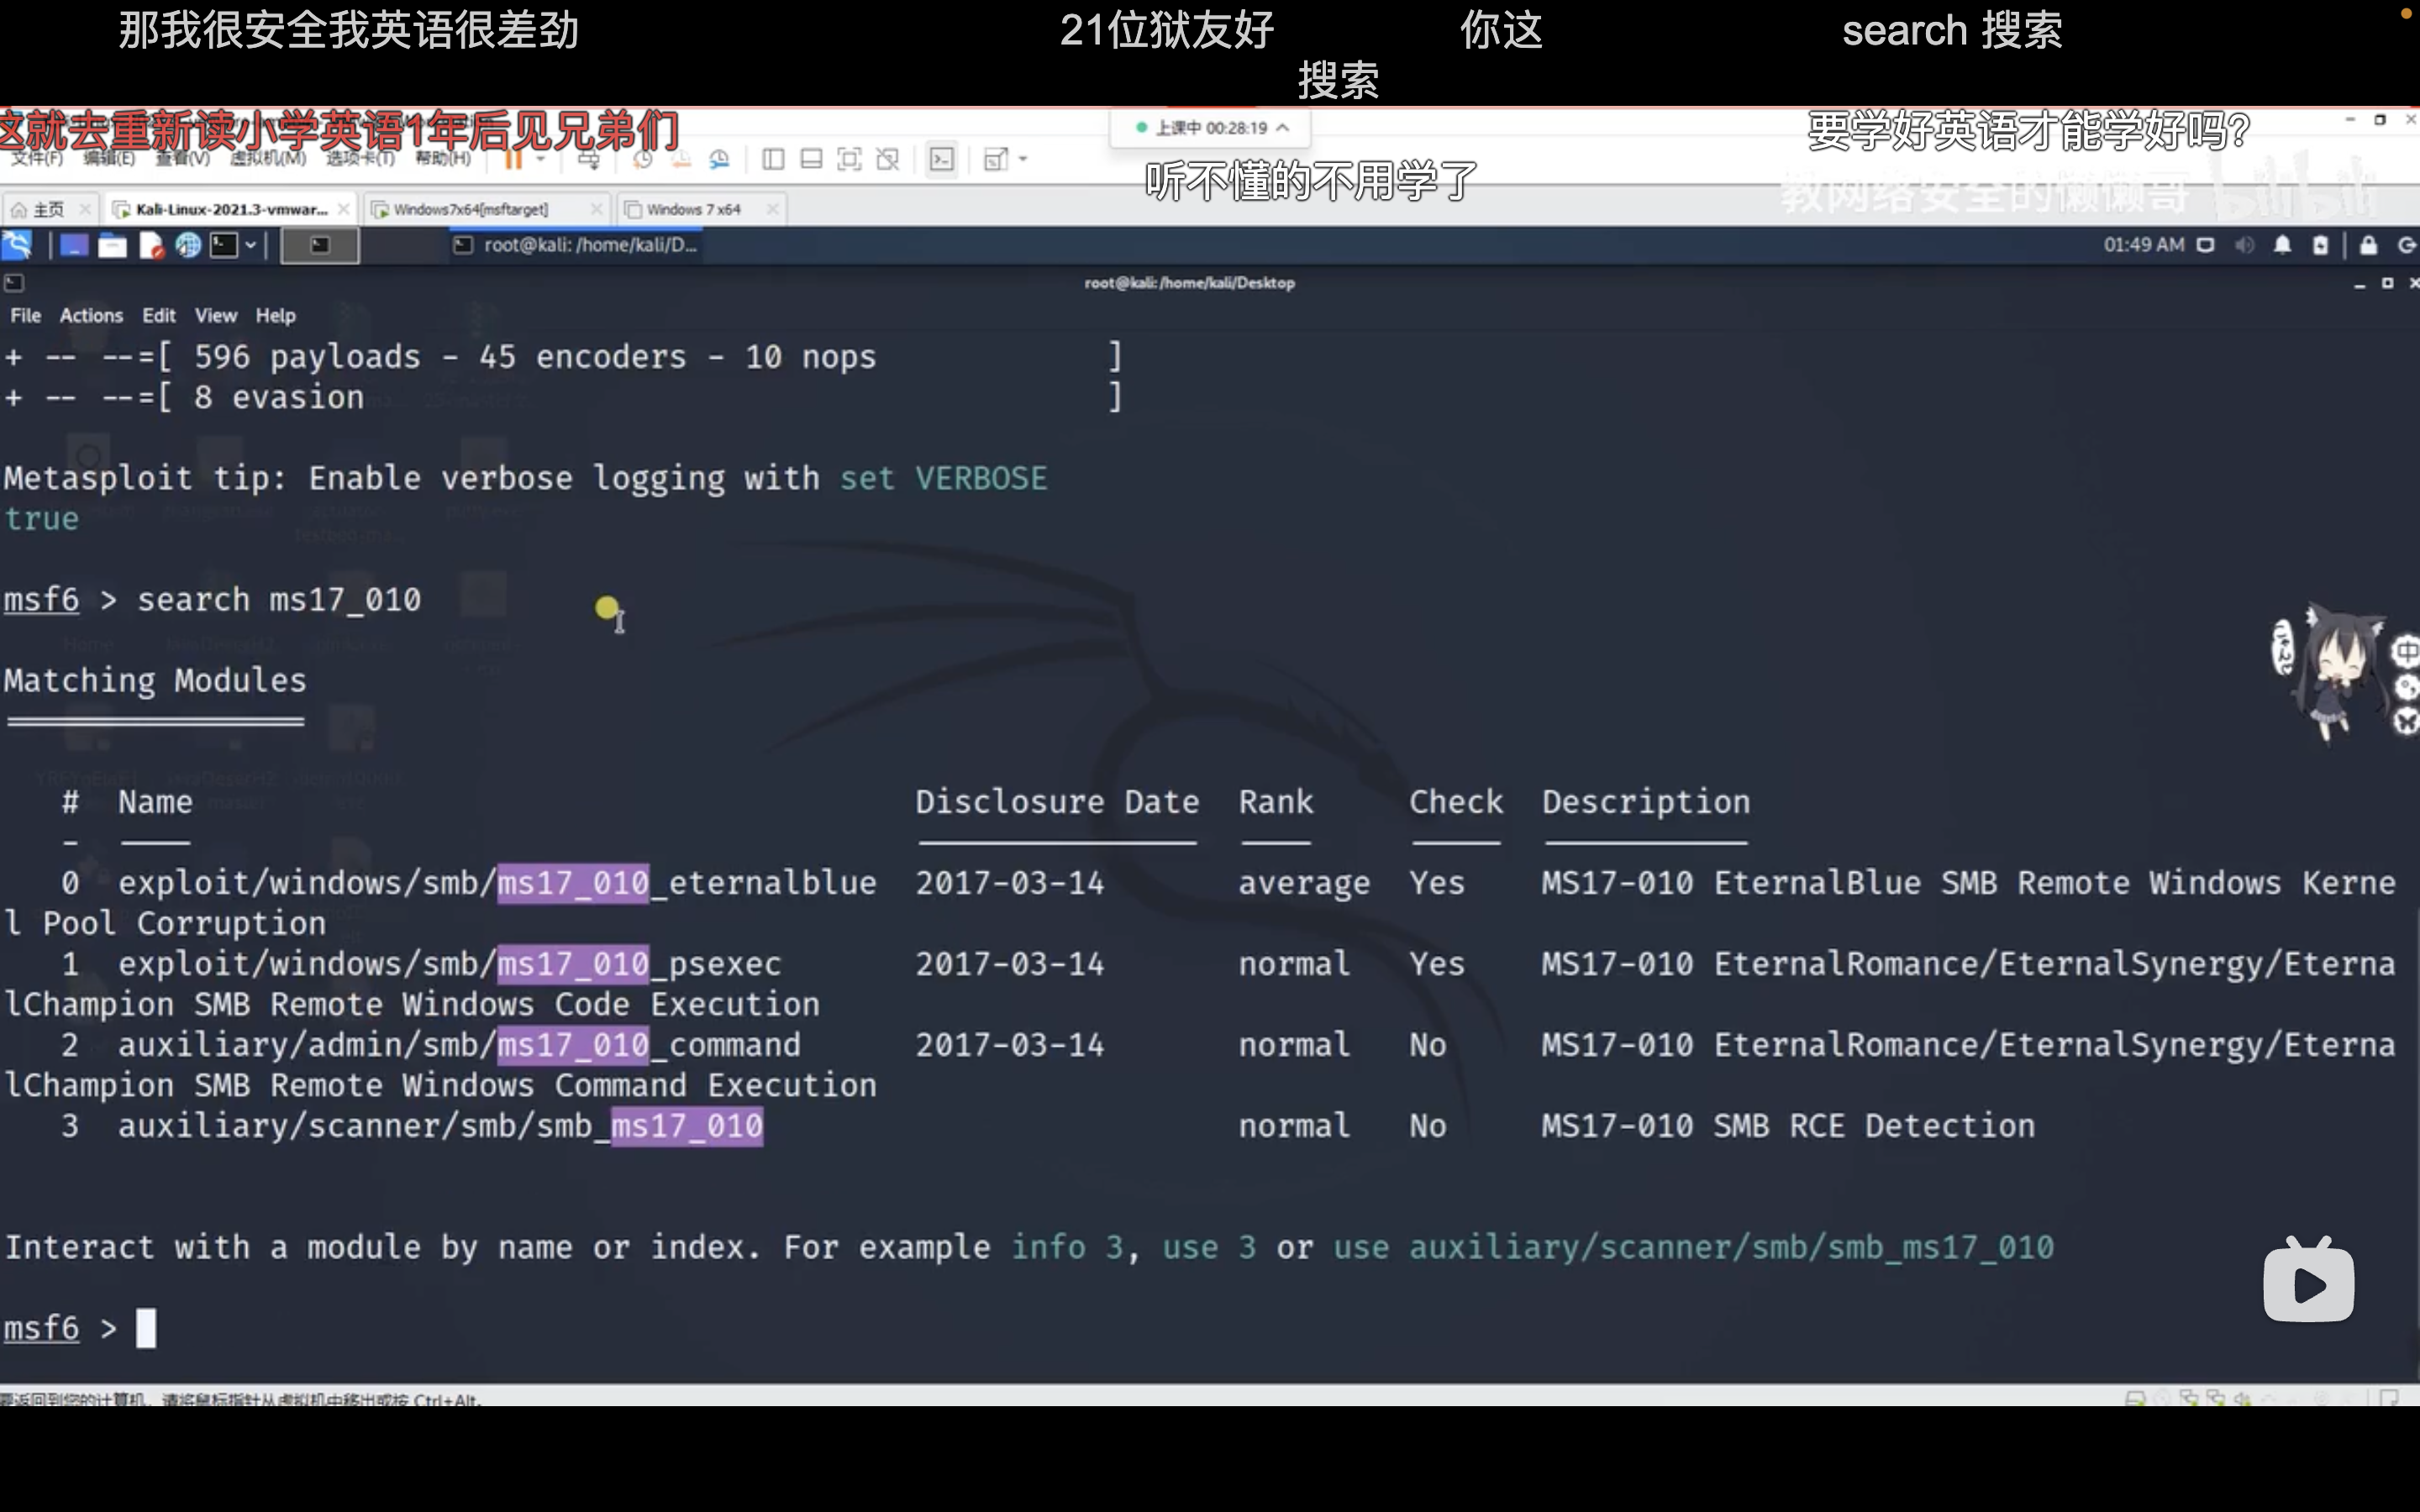 那我很安全我英语很差劲
21位狱友好
你这
search 搜索
搜索
这就去重新读小学英语1年后见兄弟们
上课中 00:28:19
要学好英语才能学好吗?
文件(F) 编辑(E) 查看(V) 虚拟机(M) 选项卡(T) 帮助(H)
听不懂的不用学了
教网络安全的懒懒哥
bilibili
主页
Kali-Linux-2021.3-vmwar...
Windows7x64[msftarget]
Windows 7 x64
root@kali: /home/kali/D...
01:49 AM
root@kali: /home/kali/Desktop
File Actions Edit View Help
+ -- --=[ 596 payloads - 45 encoders - 10 nops ]
+ -- --=[ 8 evasion ]
Metasploit tip: Enable verbose logging with set VERBOSE
true
msf6 > search ms17_010
Matching Modules
================
# Name Disclosure Date Rank Check Description
- ---- --------------- ---- ----- -----------
0 exploit/windows/smb/ms17_010_eternalblue 2017-03-14 average Yes MS17-010 EternalBlue SMB Remote Windows Kerne
l Pool Corruption
1 exploit/windows/smb/ms17_010_psexec 2017-03-14 normal Yes MS17-010 EternalRomance/EternalSynergy/Eterna
lChampion SMB Remote Windows Code Execution
2 auxiliary/admin/smb/ms17_010_command 2017-03-14 normal No MS17-010 EternalRomance/EternalSynergy/Eterna
lChampion SMB Remote Windows Command Execution
3 auxiliary/scanner/smb/smb_ms17_010 normal No MS17-010 SMB RCE Detection
Interact with a module by name or index. For example info 3, use 3 or use auxiliary/scanner/smb/smb_ms17_010
msf6 >
中
要返回到您的计算机，请将鼠标指针从虚拟机中移出或按 Ctrl+Alt。